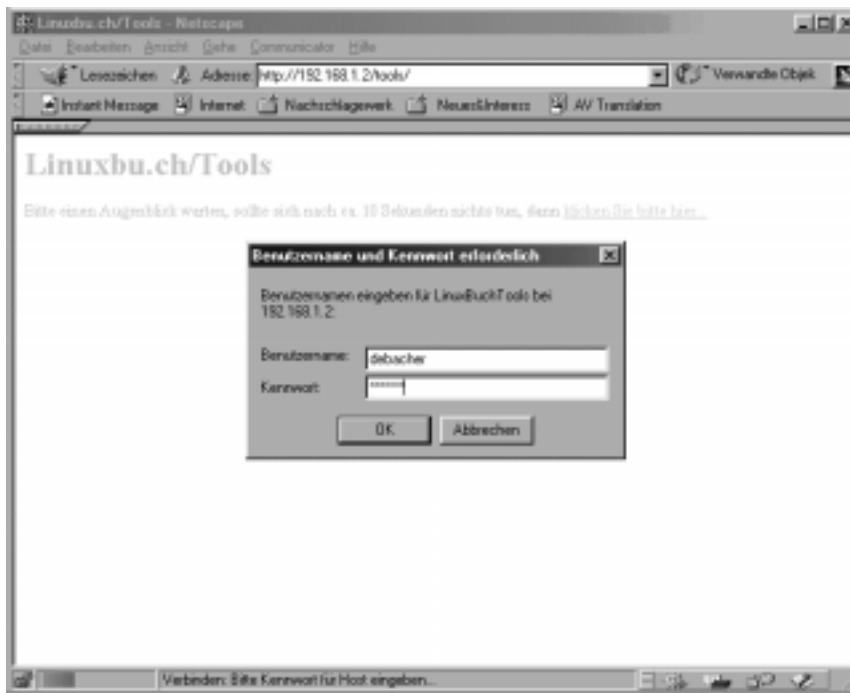 Linuxbu.ch/Tools - Netscape
Datei Bearbeiten Ansicht Gehe Communicator Hilfe
Lesezeichen Adresse http://192.168.1.2/tools/ Verwandte Objek
Instant Message Internet Nachschlagewerk Neues&Interess AV Translation
Linuxbu.ch/Tools
Bitte einen Augenblick warten, sollte sich nach ca. 10 Sekunden nichts tun, dann klicken Sie bitte hier...
Benutzername und Kennwort erforderlich
Benutzernamen eingeben für LinuxBuchTools bei
192.168.1.2:
Benutzername: debacher
Kennwort: *******
OK Abbrechen
Verbinden: Bitte Kennwort für Host eingeben...